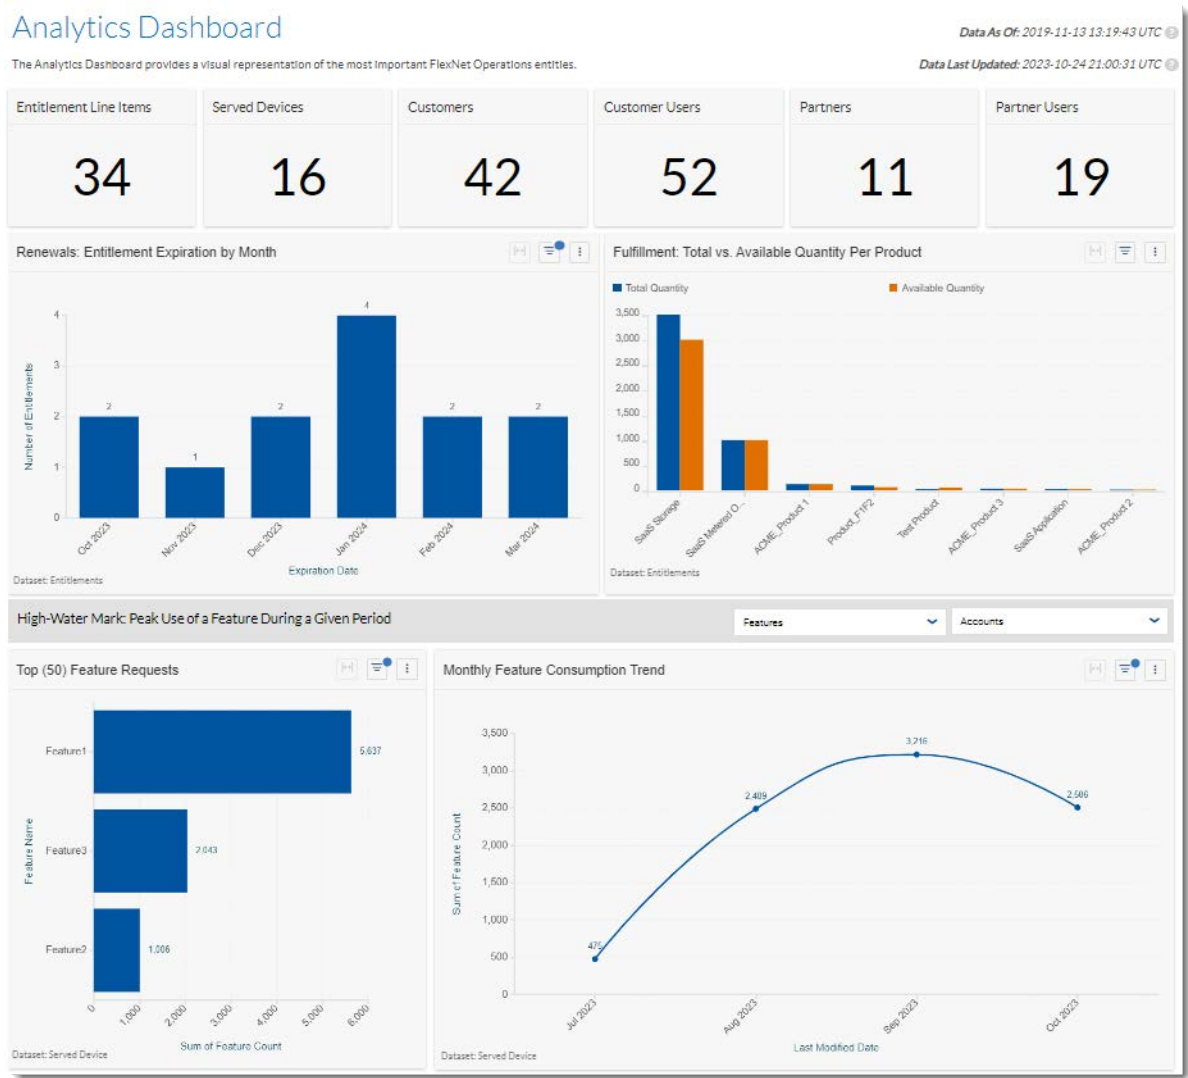 Analytics Dashboard
Data As Of: 2019-11-13 13:19:43 UTC
The Analytics Dashboard provides a visual representation of the most important FlexNet Operations entities.
Data Last Updated: 2023-10-24 21:00:31 UTC
Entitlement Line Items
34
Served Devices
16
Customers
42
Customer Users
52
Partners
11
Partner Users
19
Renewals: Entitlement Expiration by Month
Number of Entitlements
4
3
2
1
0
2
1
2
4
2
2
Oct 2023
Nov 2023
Dec 2023
Jan 2024
Feb 2024
Mar 2024
Expiration Date
Dataset: Entitlements
Fulfillment: Total vs. Available Quantity Per Product
Total Quantity
Available Quantity
3,500
3,000
2,500
2,000
1,500
1,000
500
0
SaaS Storage
SaaS Metered O...
ACME_Product 1
Product_F1F2
Test Product
ACME_Product 3
SaaS Application
ACME_Product 2
Dataset: Entitlements
High-Water Mark: Peak Use of a Feature During a Given Period
Features
Accounts
Top (50) Feature Requests
Feature Name
Feature1
5,637
Feature3
2,043
Feature2
1,006
0
1,000
2,000
3,000
4,000
5,000
6,000
Sum of Feature Count
Dataset: Served Device
Monthly Feature Consumption Trend
Sum of Feature Count
3,500
3,000
2,500
2,000
1,500
1,000
500
0
475
3,216
Jul 2023
Aug 2023
Sep 2023
Oct 2023
Last Modified Date
Dataset: Served Device